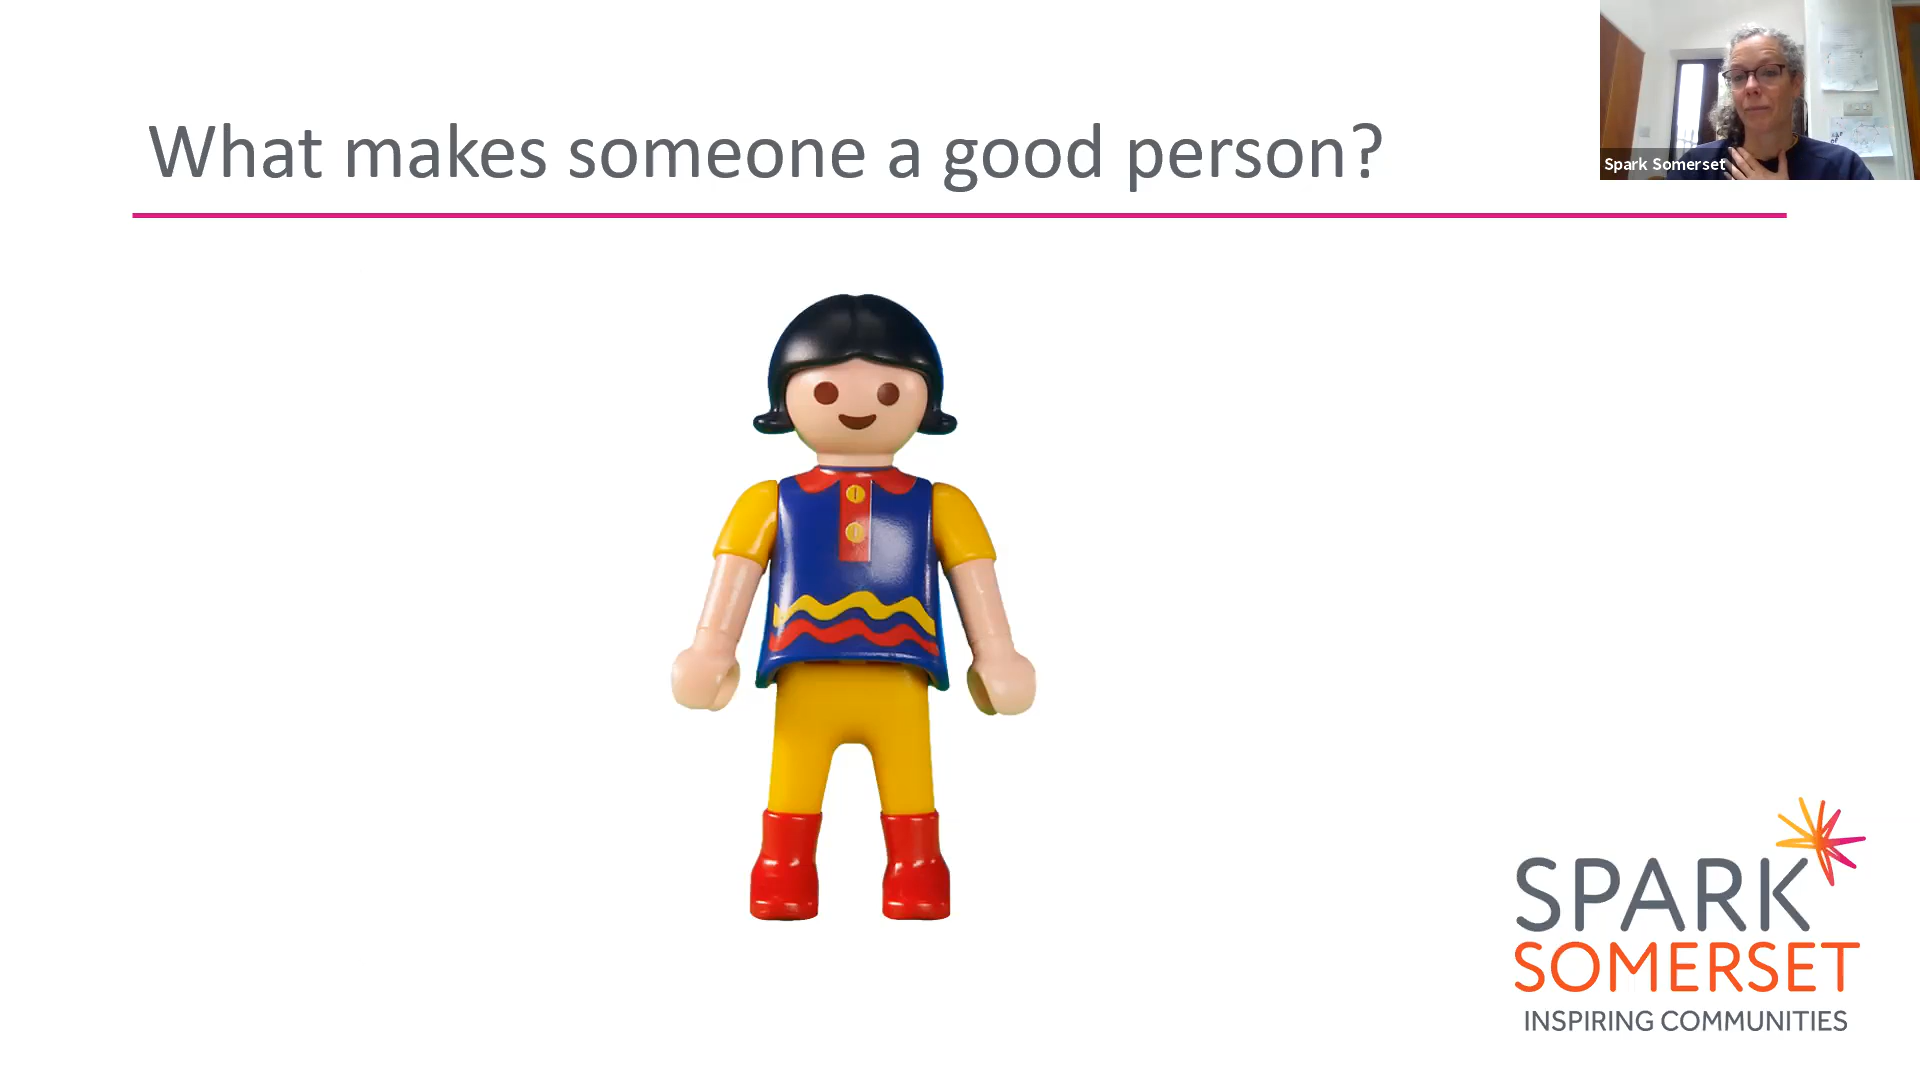 What makes someone a good person?
Spark Somerset
SPARK
SOMERSET
INSPIRING COMMUNITIES